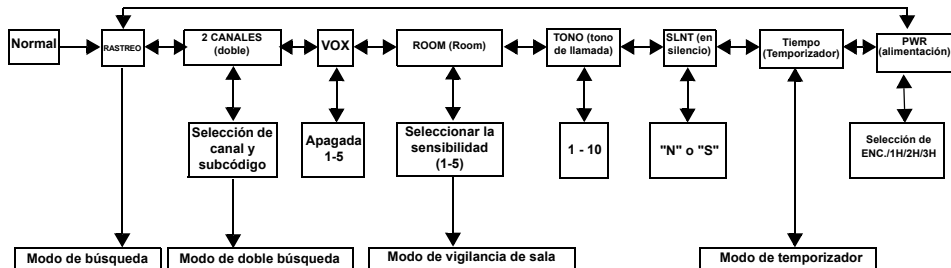 Normal
RASTREO
2 CANALES
(doble)
VOX
ROOM (Room)
TONO (tono
de llamada)
SLNT (en
silencio)
Tiempo
(Temporizador)
PWR
(alimentación)
Selección de
canal y
subcódigo
Apagada
1-5
Seleccionar la
sensibilidad
(1-5)
1 - 10
"N" o "S"
Selección de
ENC./1H/2H/3H
Modo de búsqueda
Modo de doble búsqueda
Modo de vigilancia de sala
Modo de temporizador